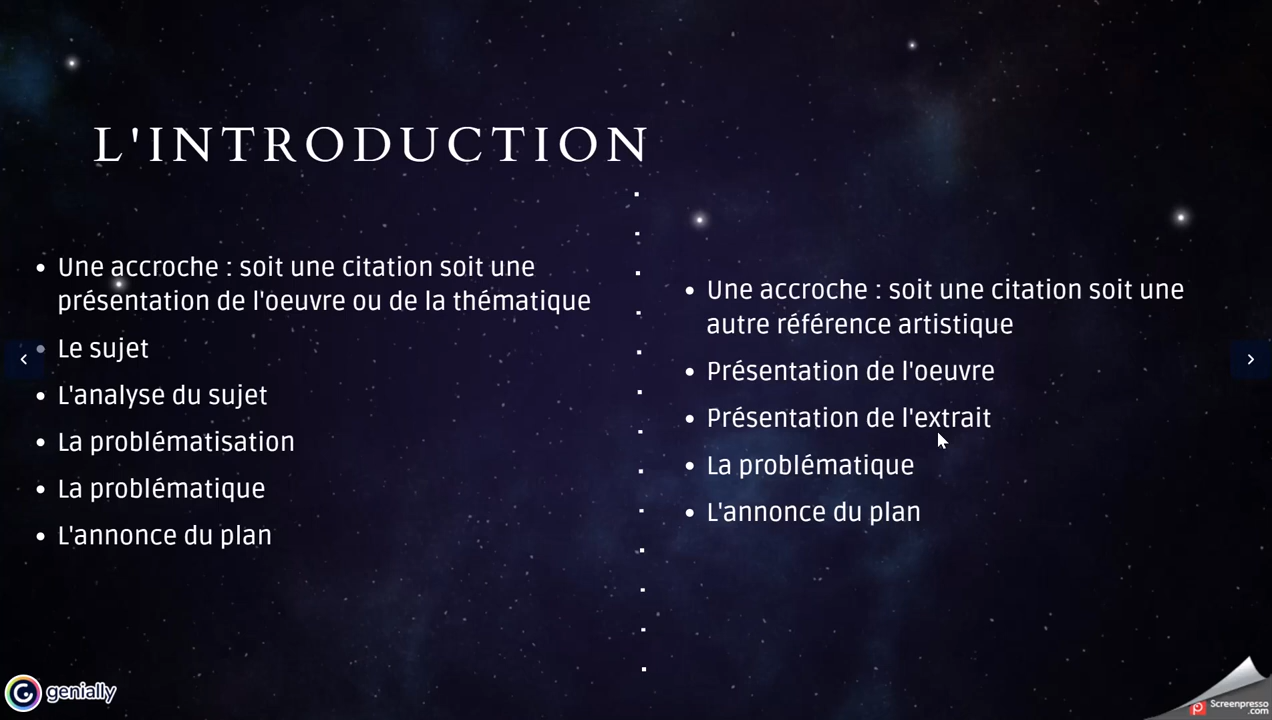 L'INTRODUCTION
• Une accroche : soit une citation soit une
présentation de l'oeuvre ou de la thématique
• Le sujet
• L'analyse du sujet
• La problématisation
• La problématique
• L'annonce du plan
• Une accroche : soit une citation soit une
autre référence artistique
• Présentation de l'oeuvre
• Présentation de l'extrait
• La problématique
• L'annonce du plan
genially
Screenpresso
.com